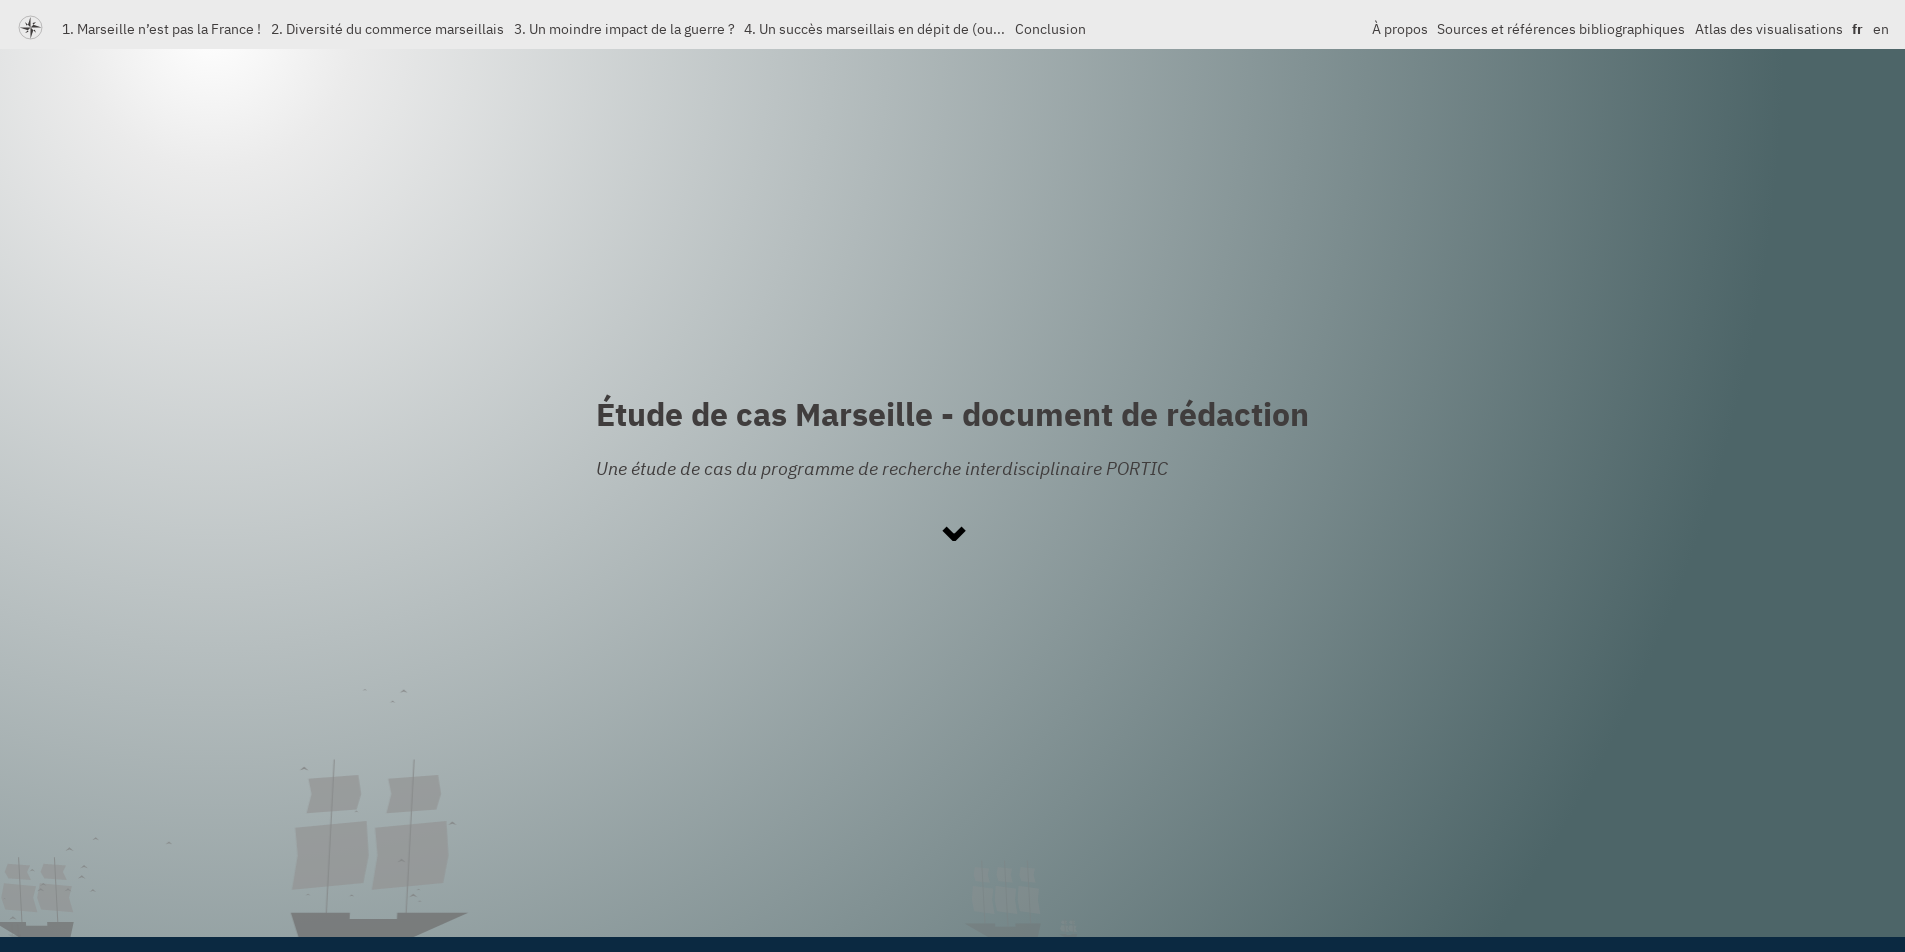 1. Marseille n’est pas la France ! 2. Diversité du commerce marseillais 3. Un moindre impact de la guerre ? 4. Un succès marseillais en dépit de (ou... Conclusion À propos Sources et références bibliographiques Atlas des visualisations fr en
Étude de cas Marseille - document de rédaction
Une étude de cas du programme de recherche interdisciplinaire PORTIC